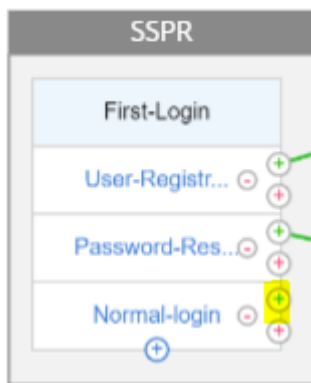 SSPR
First-Login
User-Registr...
Password-Res...
Normal-login